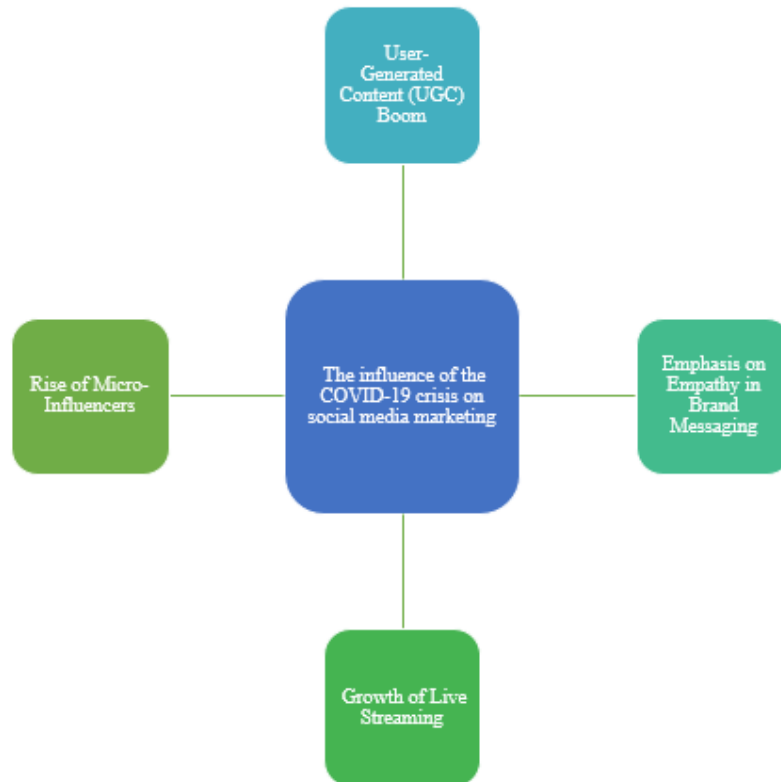 User-
Generated
Content (UGC)
Boom
Rise of Micro-
Influencers
The influence of the
COVID-19 crisis on
social media marketing
Emphasis on
Empathy in
Brand
Messaging
Growth of Live
Streaming